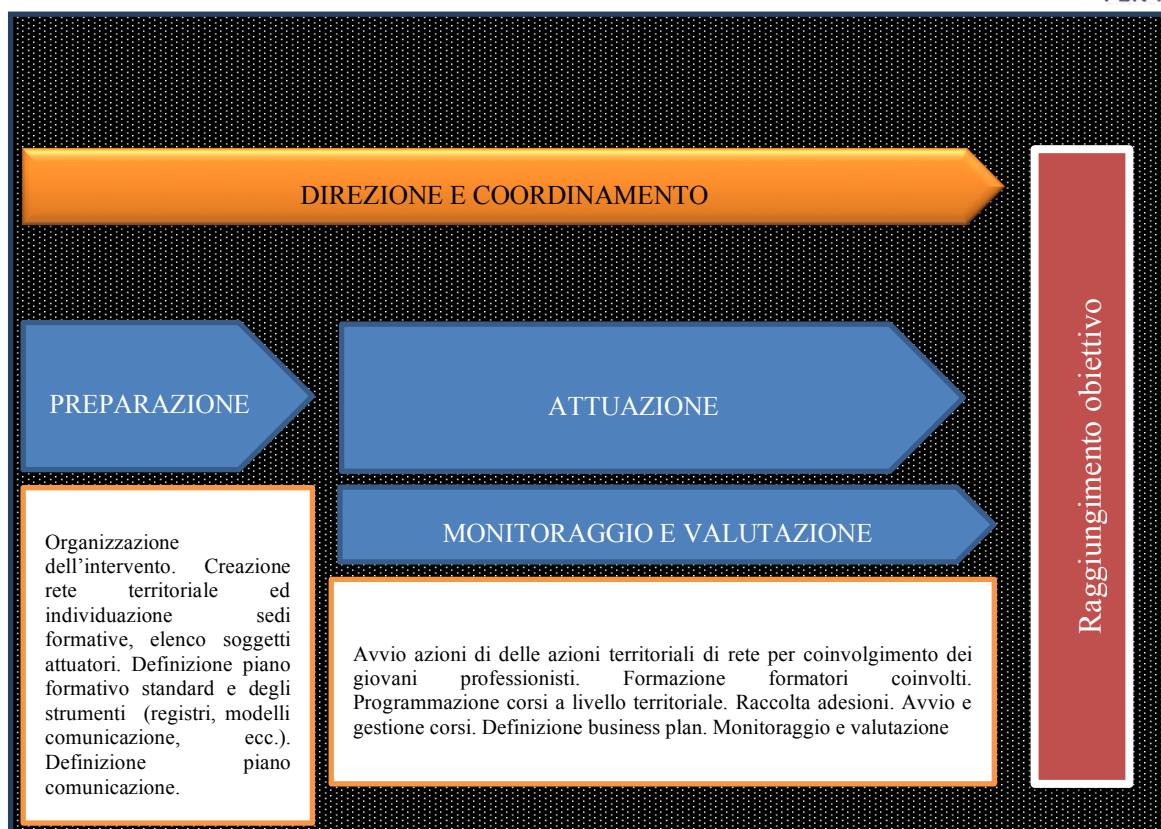 DIREZIONE E COORDINAMENTO
PREPARAZIONE
ATTUAZIONE
MONITORAGGIO E VALUTAZIONE
Organizzazione
dell’intervento. Creazione
rete territoriale ed
individuazione sedi
formative, elenco soggetti
attuatori. Definizione piano
formativo standard e degli
strumenti (registri, modelli
comunicazione, ecc.).
Definizione piano
comunicazione.
Avvio azioni di delle azioni territoriali di rete per coinvolgimento dei
giovani professionisti. Formazione formatori coinvolti.
Programmazione corsi a livello territoriale. Raccolta adesioni. Avvio e
gestione corsi. Definizione business plan. Monitoraggio e valutazione
Raggiungimento obiettivo